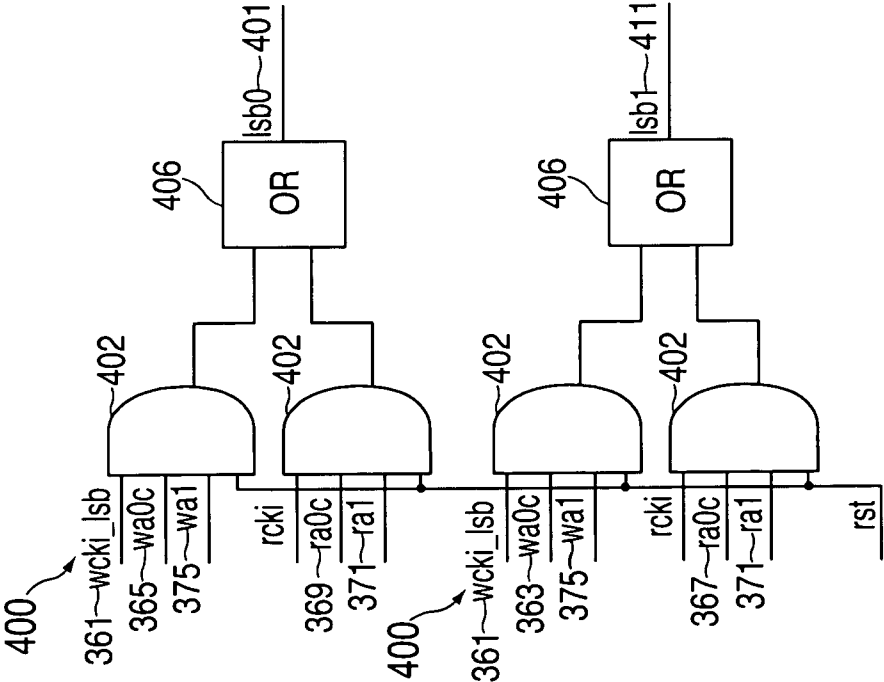 400
361 wcki_lsb
365 wa0c
375 wa1
402
rcki
369 ra0c
371 ra1
402
406
OR
lsb0 401
400
361 wcki_lsb
363 wa0c
375 wa1
402
rcki
367 ra0c
371 ra1
402
406
OR
lsb1 411
rst